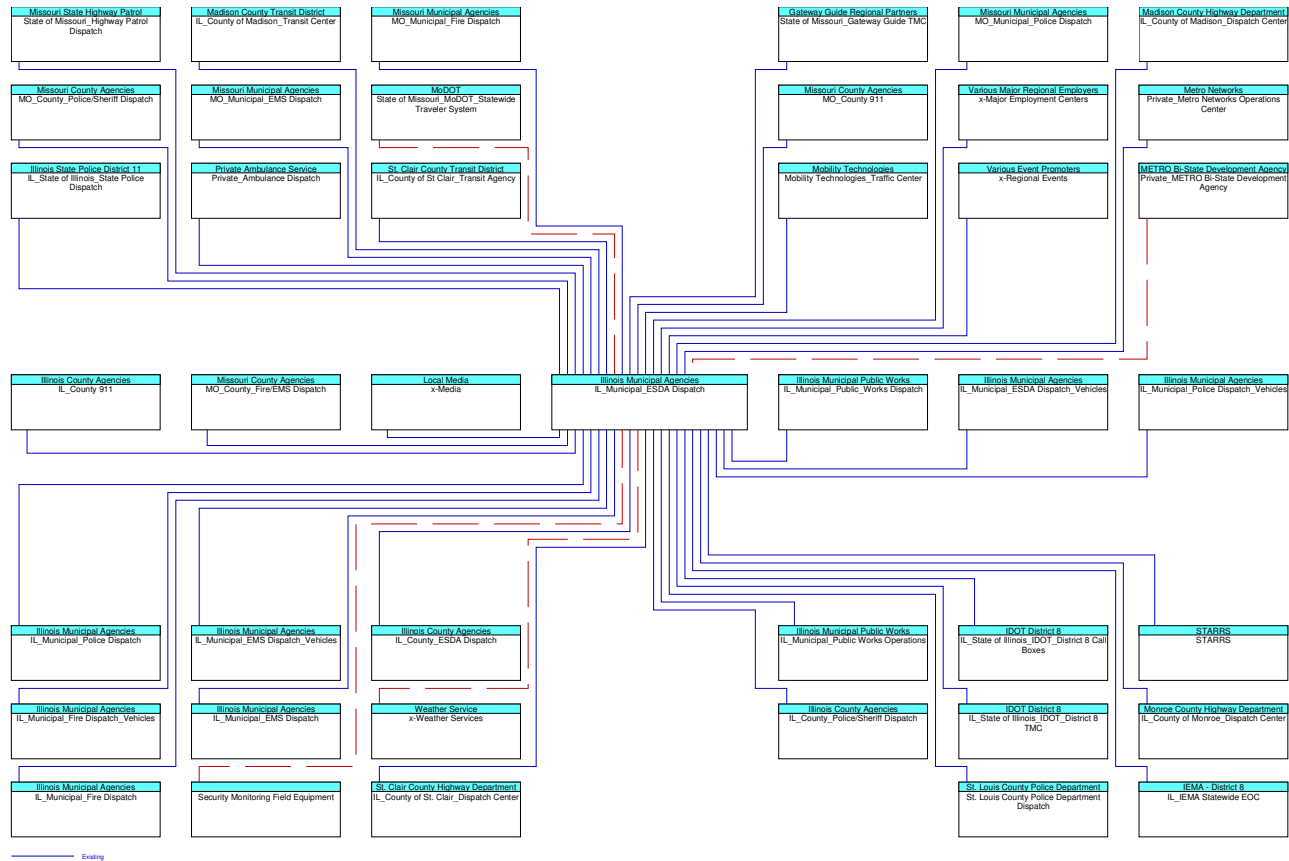 Missouri State Highway Patrol
State of Missouri_Highway Patrol
Dispatch
Madison County Transit District
IL_County of Madison_Transit Center
Missouri Municipal Agencies
MO_Municipal_Fire Dispatch
Gateway Guide Regional Partners
State of Missouri_Gateway Guide TMC
Missouri Municipal Agencies
MO_Municipal_Police Dispatch
Madison County Highway Department
IL_County of Madison_Dispatch Center
Missouri County Agencies
MO_County_Police/Sheriff Dispatch
Missouri Municipal Agencies
MO_Municipal_EMS Dispatch
MoDOT
State of Missouri_MoDOT_Statewide
Traveler System
Missouri County Agencies
MO_County 911
Various Major Regional Employers
x-Major Employment Centers
Metro Networks
Private_Metro Networks Operations
Center
Illinois State Police District 11
IL_State of Illinois_State Police
Dispatch
Private Ambulance Service
Private_Ambulance Dispatch
St. Clair County Transit District
IL_County of St Clair_Transit Agency
Mobility Technologies
Mobility Technologies_Traffic Center
Various Event Promoters
x-Regional Events
METRO Bi-State Development Agency
Private_METRO Bi-State Development
Agency
Illinois County Agencies
IL_County 911
Missouri County Agencies
MO_County_Fire/EMS Dispatch
Local Media
x-Media
Illinois Municipal Agencies
IL_Municipal_ESDA Dispatch
Illinois Municipal Public Works
IL_Municipal_Public_Works Dispatch
Illinois Municipal Agencies
IL_Municipal_ESDA Dispatch_Vehicles
Illinois Municipal Agencies
IL_Municipal_Police Dispatch_Vehicles
Illinois Municipal Agencies
IL_Municipal_Police Dispatch
Illinois Municipal Agencies
IL_Municipal_EMS Dispatch_Vehicles
Illinois County Agencies
IL_County_ESDA Dispatch
Illinois Municipal Public Works
IL_Municipal_Public Works Operations
IDOT District 8
IL_State of Illinois_IDOT_District 8 Call
Boxes
STARRS
STARRS
Illinois Municipal Agencies
IL_Municipal_Fire Dispatch_Vehicles
Illinois Municipal Agencies
IL_Municipal_EMS Dispatch
Weather Service
x-Weather Services
Illinois County Agencies
IL_County_Police/Sheriff Dispatch
IDOT District 8
IL_State of Illinois_IDOT_District 8
TMC
Monroe County Highway Department
IL_County of Monroe_Dispatch Center
Illinois Municipal Agencies
IL_Municipal_Fire Dispatch
Security Monitoring Field Equipment
St. Clair County Highway Department
IL_County of St. Clair_Dispatch Center
St. Louis County Police Department
St. Louis County Police Department
Dispatch
IEMA - District 8
IL_IEMA Statewide EOC
Existing